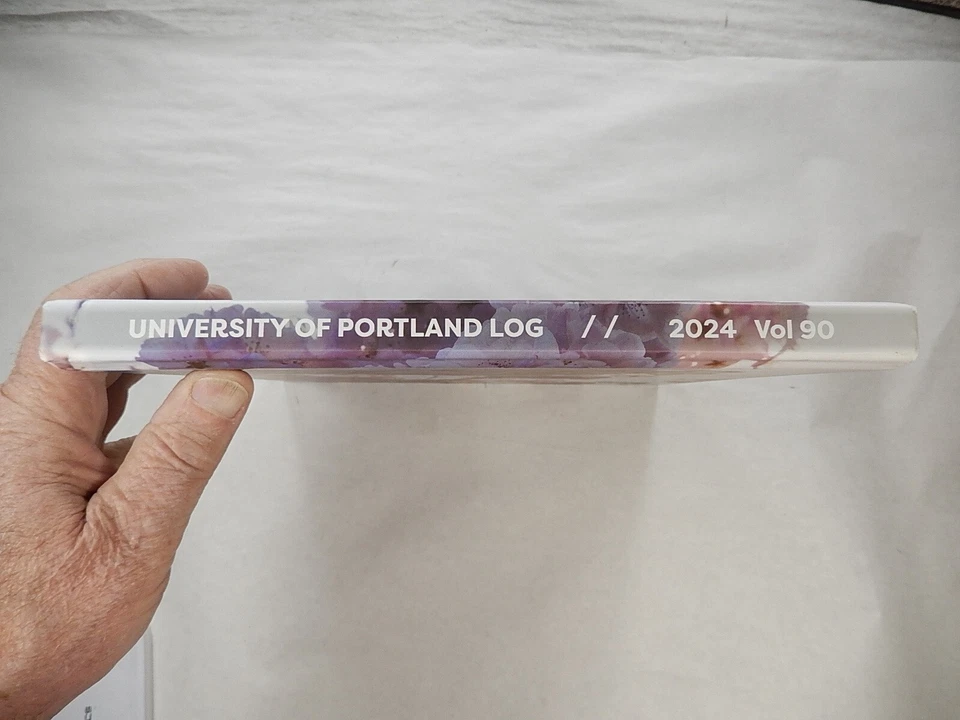 UNIVERSITY OF PORTLAND LOG // 2024 Vol 90